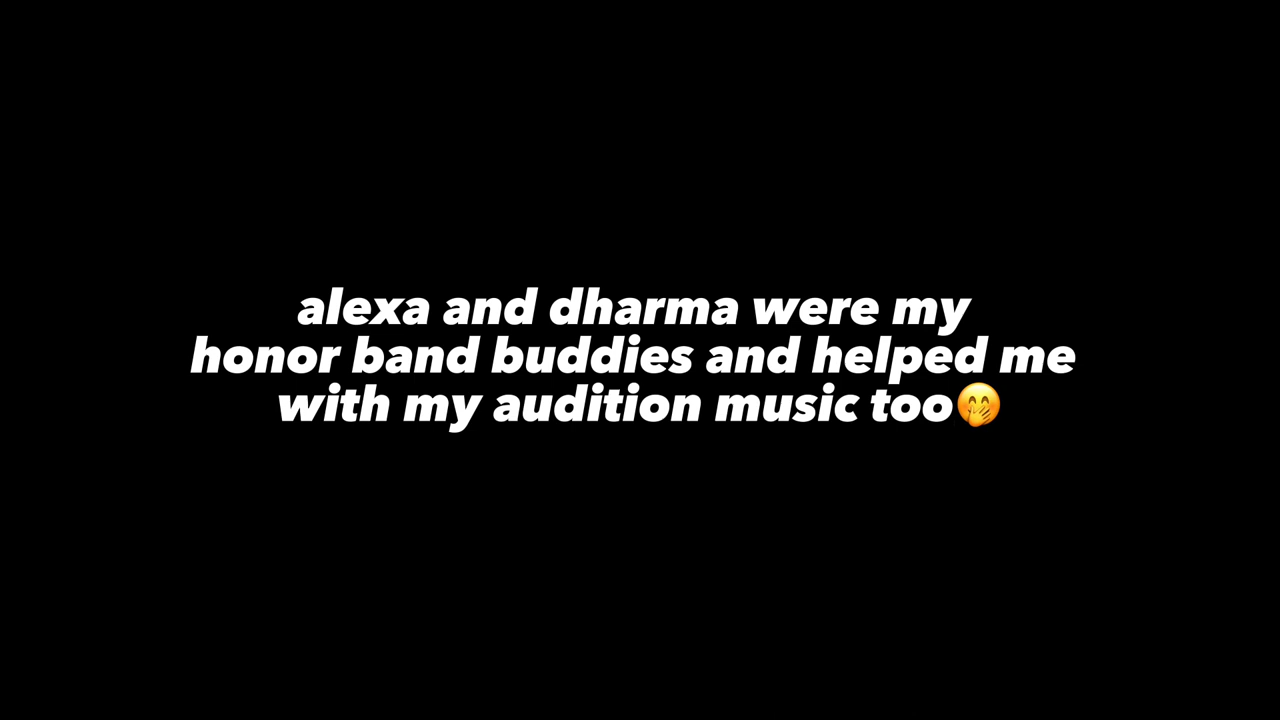 alexa and dharma were my
honor band buddies and helped me
with my audition music too🤭